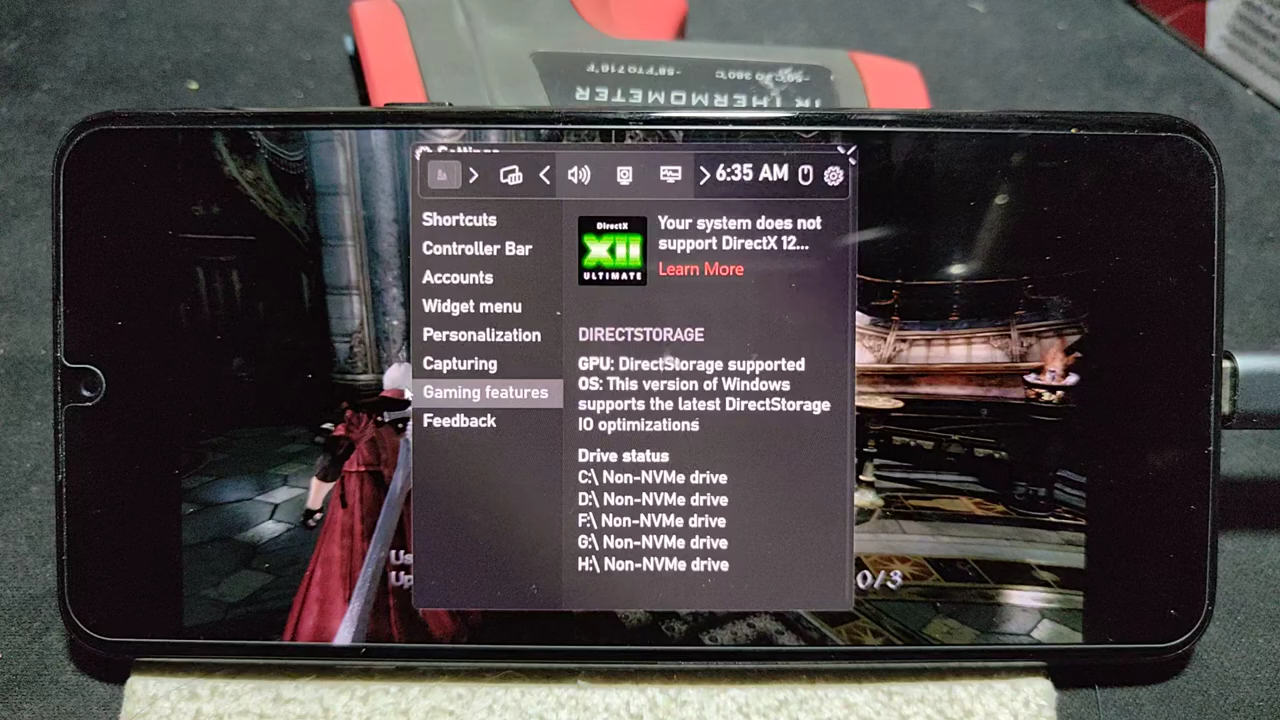 -50°C TO 380°C
-58°F TO 716°F
IR THERMOMETER
Settings
6:35 AM
Shortcuts
Controller Bar
Accounts
Widget menu
Personalization
Capturing
Gaming features
Feedback
DirectX
XII
ULTIMATE
Your system does not
support DirectX 12...
Learn More
DIRECTSTORAGE
GPU: DirectStorage supported
OS: This version of Windows
supports the latest DirectStorage
IO optimizations
Drive status
C:\ Non-NVMe drive
D:\ Non-NVMe drive
F:\ Non-NVMe drive
G:\ Non-NVMe drive
H:\ Non-NVMe drive
Us
Up
0/3